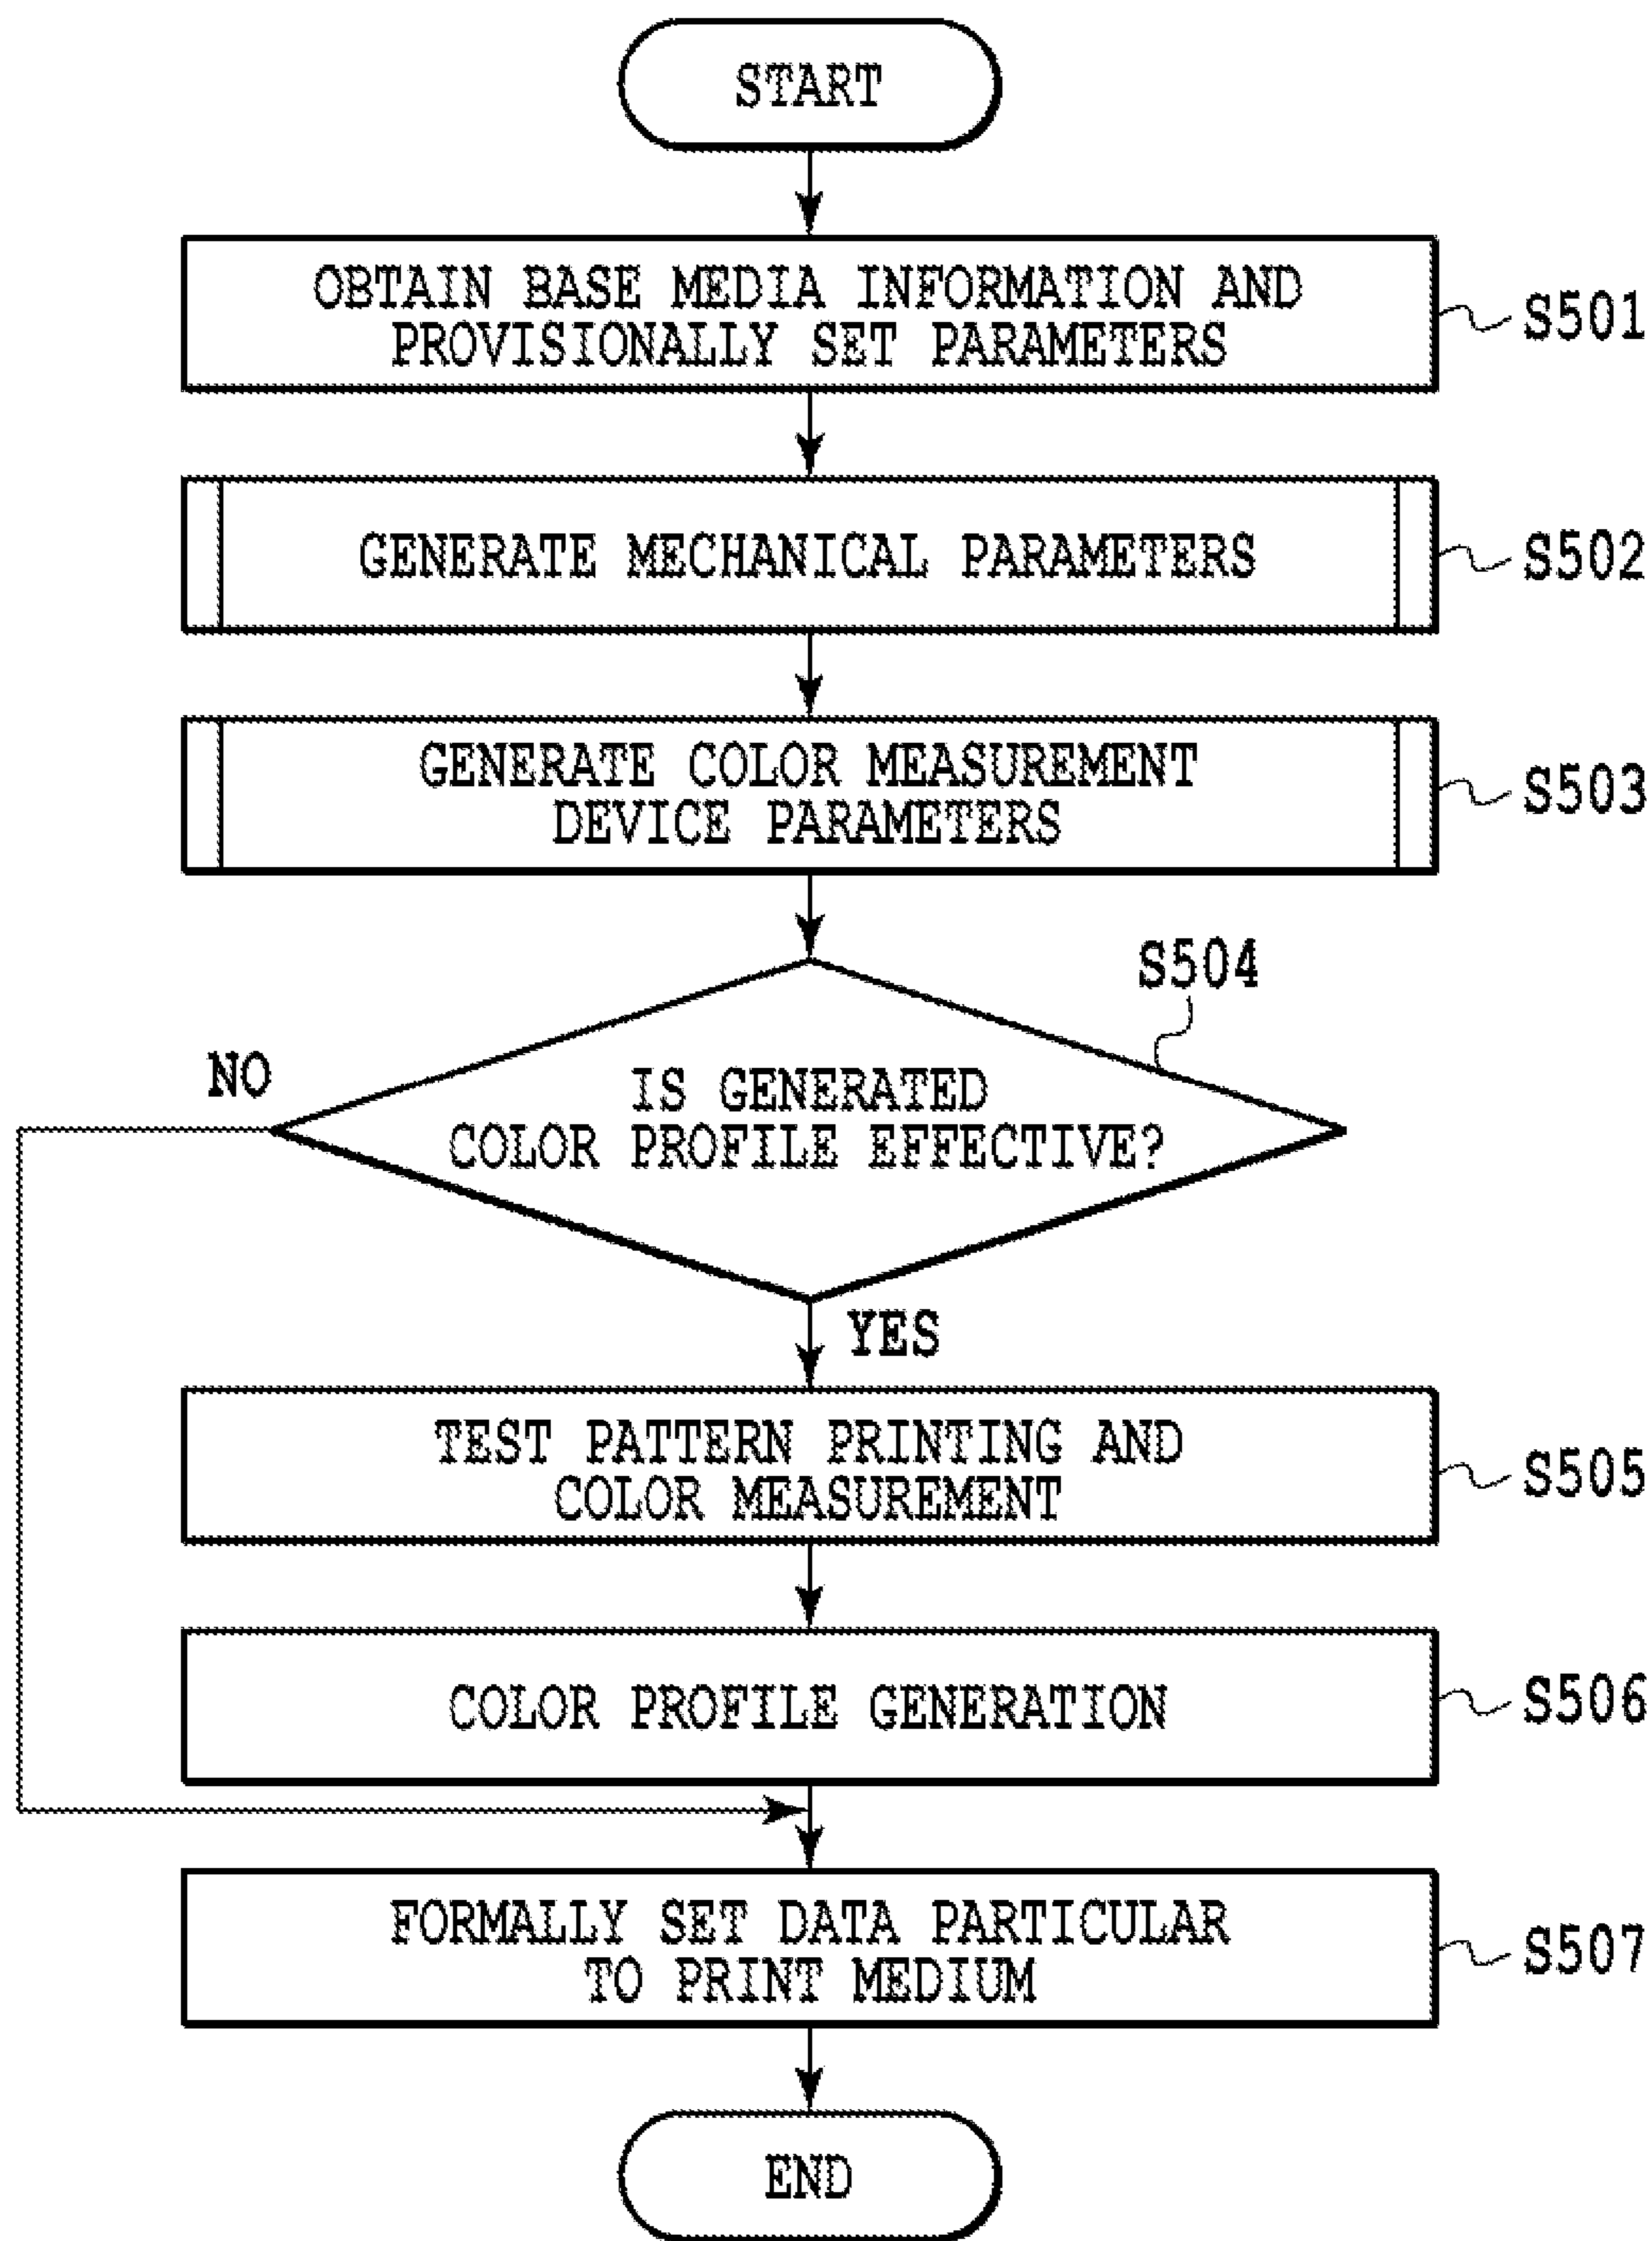 START
OBTAIN BASE MEDIA INFORMATION AND
PROVISIONALLY SET PARAMETERS
S501
GENERATE MECHANICAL PARAMETERS
S502
GENERATE COLOR MEASUREMENT
DEVICE PARAMETERS
S503
S504
NO
IS GENERATED
COLOR PROFILE EFFECTIVE?
YES
TEST PATTERN PRINTING AND
COLOR MEASUREMENT
S505
COLOR PROFILE GENERATION
S506
FORMALLY SET DATA PARTICULAR
TO PRINT MEDIUM
S507
END